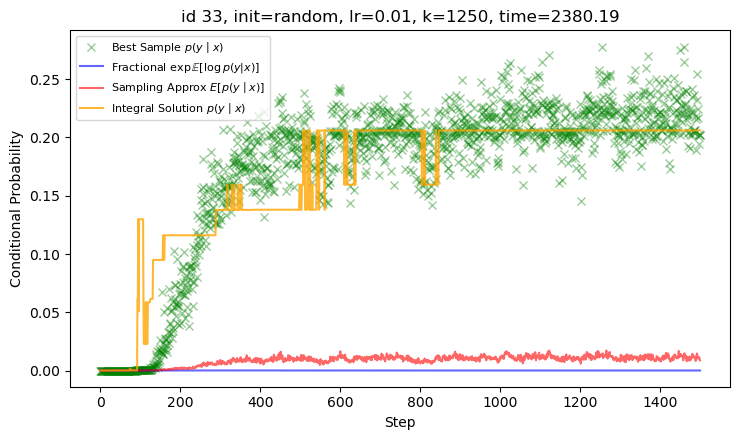 id 33, init=random, lr=0.01, k=1250, time=2380.19
Best Sample p(y | x)
Fractional exp𝔼[log p(y|x)]
Sampling Approx E[p(y | x)]
Integral Solution p(y | x)
Conditional Probability
0.25
0.20
0.15
0.10
0.05
0.00
0 200 400 600 800 1000 1200 1400
Step